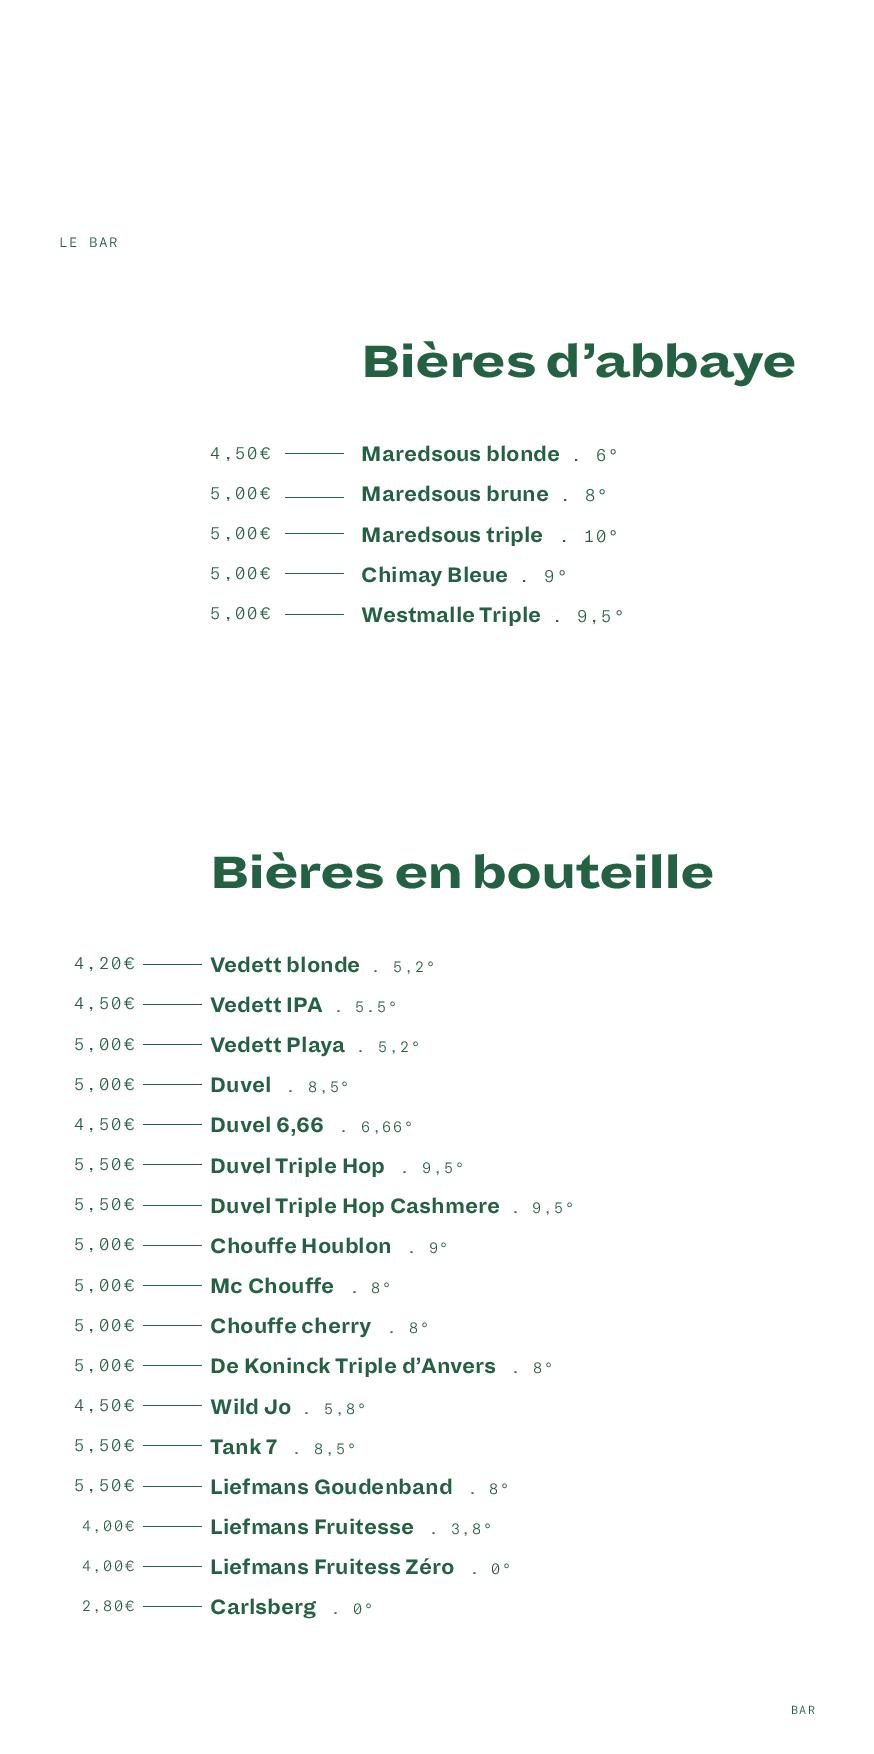 LE BAR
Bières d’abbaye
4,50€ Maredsous blonde . 6°
5,00€ Maredsous brune . 8°
5,00€ Maredsous triple . 10°
5,00€ Chimay Bleue . 9°
5,00€ Westmalle Triple . 9,5°
Bières en bouteille
4,20€ Vedett blonde . 5,2°
4,50€ Vedett IPA . 5.5°
5,00€ Vedett Playa . 5,2°
5,00€ Duvel . 8,5°
4,50€ Duvel 6,66 . 6,66°
5,50€ Duvel Triple Hop . 9,5°
5,50€ Duvel Triple Hop Cashmere . 9,5°
5,00€ Chouffe Houblon . 9°
5,00€ Mc Chouffe . 8°
5,00€ Chouffe cherry . 8°
5,00€ De Koninck Triple d’Anvers . 8°
4,50€ Wild Jo . 5,8°
5,50€ Tank 7 . 8,5°
5,50€ Liefmans Goudenband . 8°
4,00€ Liefmans Fruitesse . 3,8°
4,00€ Liefmans Fruitess Zéro . 0°
2,80€ Carlsberg . 0°
BAR